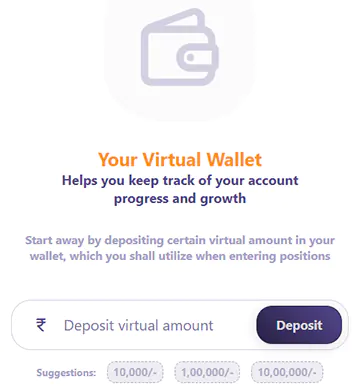 Your Virtual Wallet
Helps you keep track of your account
progress and growth
Start away by depositing certain virtual amount in your
wallet, which you shall utilize when entering positions
₹ Deposit virtual amount Deposit
Suggestions: 10,000/- 1,00,000/- 10,00,000/-